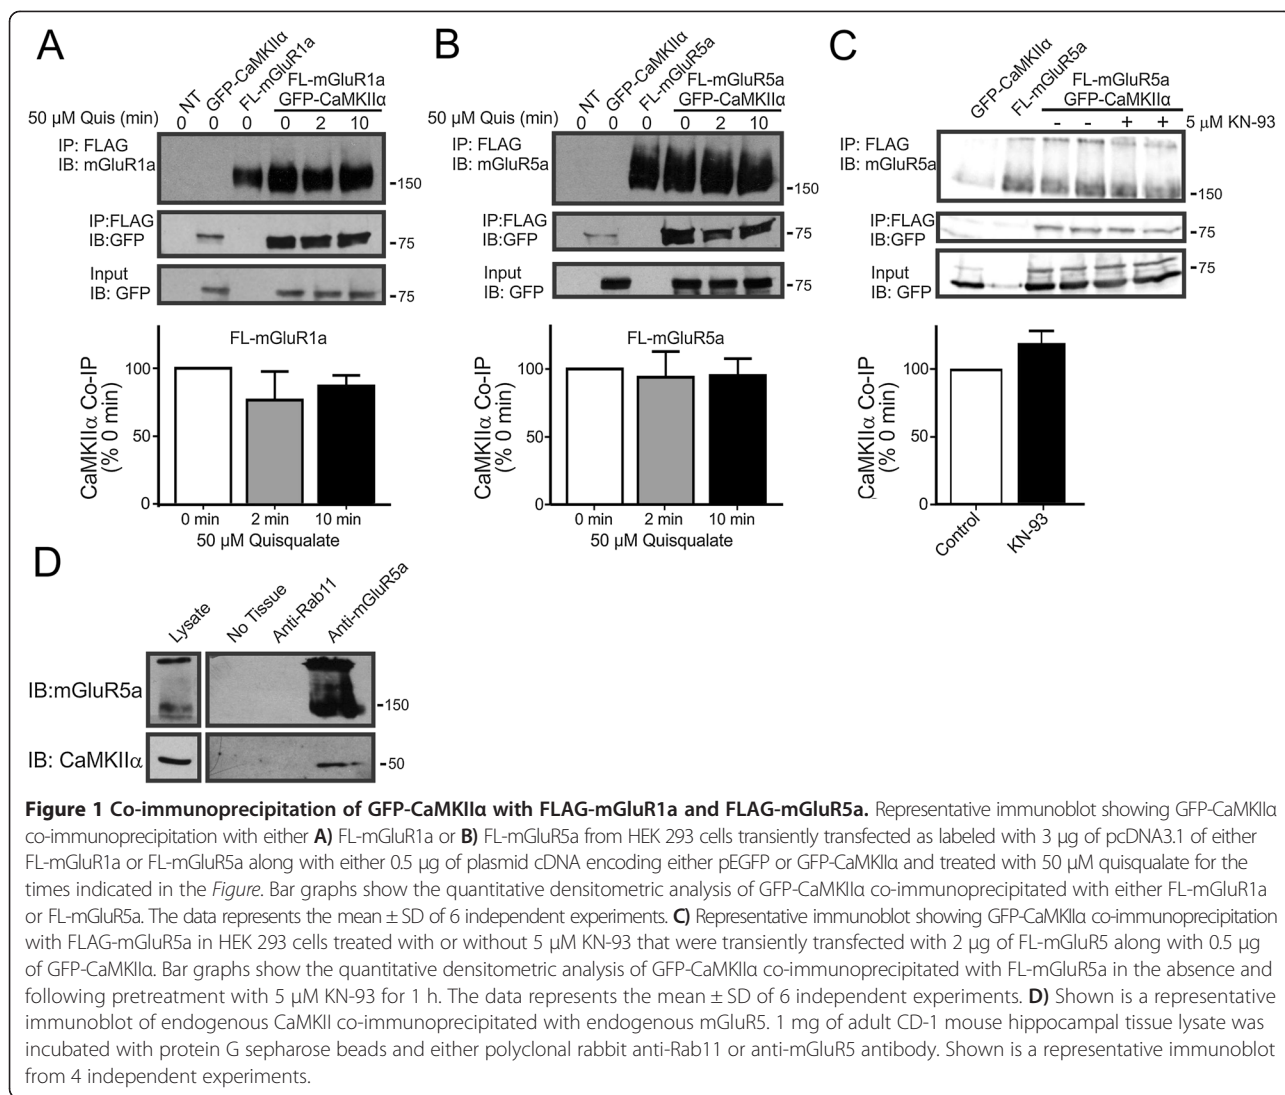 A
NT
GFP-CaMKIIα
FL-mGluR1a
FL-mGluR1a
GFP-CaMKIIα
50 µM Quis (min) 0 0 0 0 2 10
IP: FLAG
IB: mGluR1a
-150
IP:FLAG
IB:GFP
-75
Input
IB: GFP
-75
CaMKIIα Co-IP
(% 0 min)
FL-mGluR1a
100
50
0
0 min 2 min 10 min
50 µM Quisqualate
B
NT
GFP-CaMKIIα
FL-mGluR5a
FL-mGluR5a
GFP-CaMKIIα
50 µM Quis (min) 0 0 0 0 2 10
IP: FLAG
IB: mGluR5a
-150
IP:FLAG
IB:GFP
-75
Input
IB: GFP
-75
CaMKIIα Co-IP
(% 0 min)
FL-mGluR5a
100
50
0
0 min 2 min 10 min
50 µM Quisqualate
C
GFP-CaMKIIα
FL-mGluR5a
FL-mGluR5a
GFP-CaMKIIα
- - + + 5 µM KN-93
IP: FLAG
IB: mGluR5a
-150
IP:FLAG
IB:GFP
-75
Input
IB: GFP
-75
CaMKIIα Co-IP
(% 0 min)
100
50
0
Control KN-93
D
Lysate
No Tissue
Anti-Rab11
Anti-mGluR5a
IB:mGluR5a
-150
IB: CaMKIIα
-50
Figure 1 Co-immunoprecipitation of GFP-CaMKIIα with FLAG-mGluR1a and FLAG-mGluR5a. Representative immunoblot showing GFP-CaMKIIα
co-immunoprecipitation with either A) FL-mGluR1a or B) FL-mGluR5a from HEK 293 cells transiently transfected as labeled with 3 µg of pcDNA3.1 of either
FL-mGluR1a or FL-mGluR5a along with either 0.5 µg of plasmid cDNA encoding either pEGFP or GFP-CaMKIIα and treated with 50 µM quisqualate for the
times indicated in the Figure. Bar graphs show the quantitative densitometric analysis of GFP-CaMKIIα co-immunoprecipitated with either FL-mGluR1a
or FL-mGluR5a. The data represents the mean ± SD of 6 independent experiments. C) Representative immunoblot showing GFP-CaMKIIα co-immunoprecipitation
with FLAG-mGluR5a in HEK 293 cells treated with or without 5 µM KN-93 that were transiently transfected with 2 µg of FL-mGluR5 along with 0.5 µg
of GFP-CaMKIIα. Bar graphs show the quantitative densitometric analysis of GFP-CaMKIIα co-immunoprecipitated with FL-mGluR5a in the absence and
following pretreatment with 5 µM KN-93 for 1 h. The data represents the mean ± SD of 6 independent experiments. D) Shown is a representative
immunoblot of endogenous CaMKII co-immunoprecipitated with endogenous mGluR5. 1 mg of adult CD-1 mouse hippocampal tissue lysate was
incubated with protein G sepharose beads and either polyclonal rabbit anti-Rab11 or anti-mGluR5 antibody. Shown is a representative immunoblot
from 4 independent experiments.